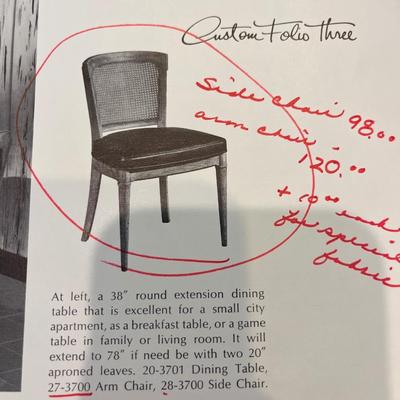 Custom Folio Three
Side chair 98.00
arm chair -
120.00
+ 10.00 each
for special
fabric
At left, a 38" round extension dining
table that is excellent for a small city
apartment, as a breakfast table, or a game
table in family or living room. It will
extend to 78" if need be with two 20"
aproned leaves. 20-3701 Dining Table,
27-3700 Arm Chair, 28-3700 Side Chair.